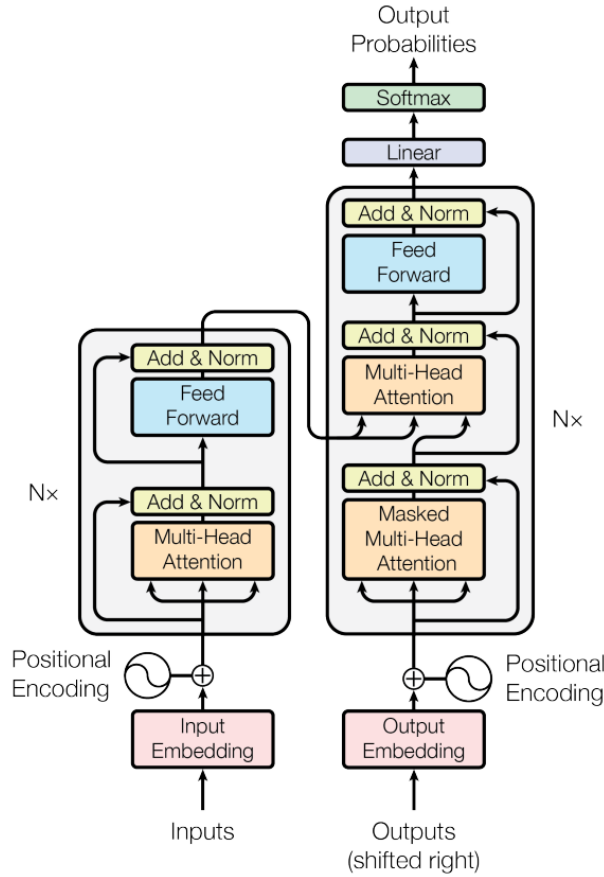 Output
Probabilities
Softmax
Linear
Add & Norm
Feed
Forward
Add & Norm
Multi-Head
Attention
Add & Norm
Masked
Multi-Head
Attention
N×
Add & Norm
Feed
Forward
Add & Norm
Multi-Head
Attention
N×
Positional
Encoding
Positional
Encoding
Input
Embedding
Output
Embedding
Inputs
Outputs
(shifted right)